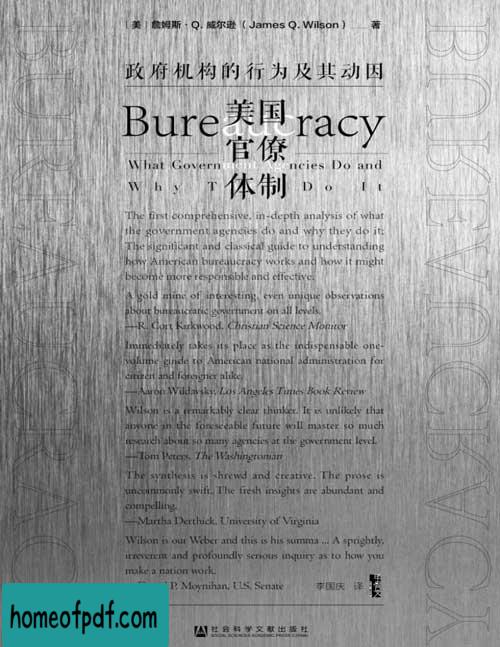 [美] 詹姆斯·Q. 威尔逊 (James Q. Wilson) 著
政府机构的行为及其动因
Bureaucracy
美国
官僚
体制
What Government Agencies Do and
Why T Do It
The first comprehensive, in-depth analysis of what
the government agencies do and why they do it;
The significant and classical guide to understanding
how American bureaucracy works and how it might
become more responsible and effective.
A gold mine of interesting, even unique observations
about bureaucratic government on all levels.
—R. Cort Kirkwood, Christian Science Monitor
Immediately takes its place as the indispensable one-
volume guide to American national administration for
citizen and foreigner alike.
—Aaron Wildavsky, Los Angeles Times Book Review
Wilson is a remarkably clear thinker. It is unlikely that
anyone in the foreseeable future will master so much
research about so many agencies at the government level.
—Tom Peters, The Washingtonian
The synthesis is shrewd and creative. The prose is
uncommonly swift. The fresh insights are abundant and
compelling.
—Martha Derthick, University of Virginia
Wilson is our Weber and this is his summa ... A sprightly,
irreverent and profoundly serious inquiry as to how you
make a nation work.
P. Moynihan, U.S. Senate
李国庆 译
homeofpdf.com
社会科学文献出版社
SOCIAL SCIENCES ACADEMIC PRESS (CHINA)
BUREAUCRACY
BUREAUCRACY